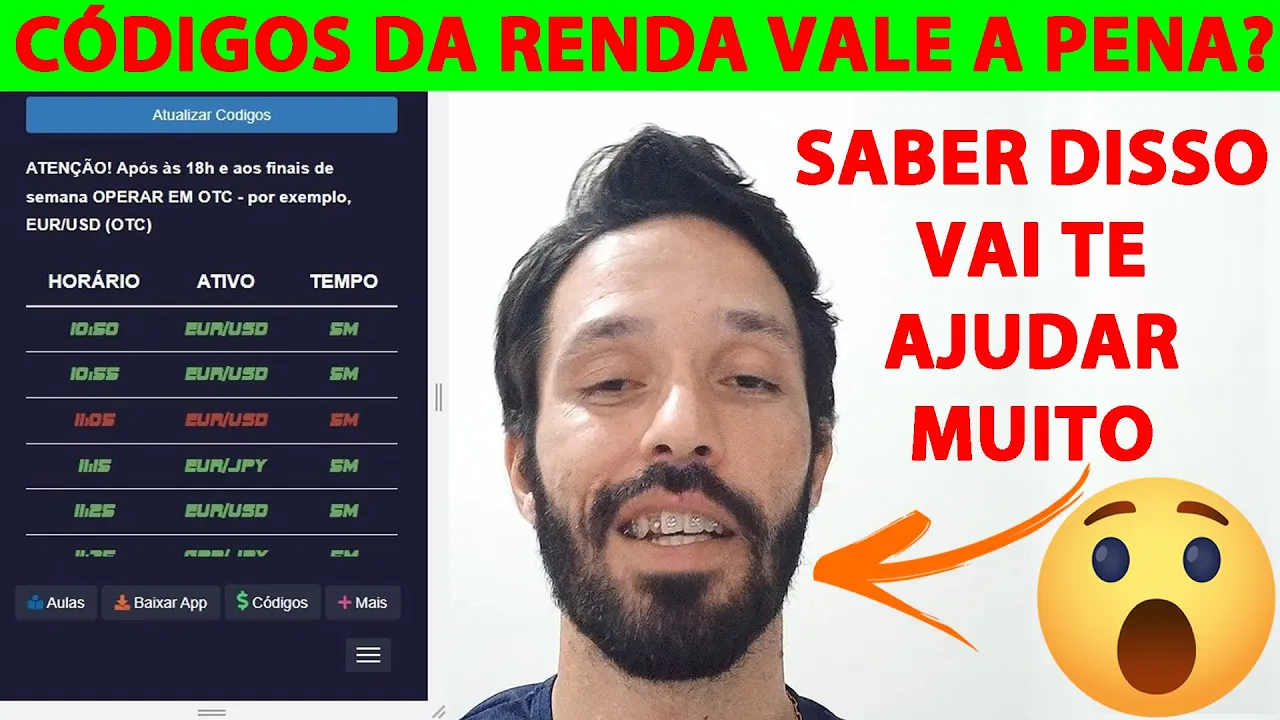 CÓDIGOS DA RENDA VALE A PENA?
Atualizar Codigos
ATENÇÃO! Após às 18h e aos finais de
semana OPERAR EM OTC - por exemplo,
EUR/USD (OTC)
HORÁRIO ATIVO TEMPO
10:50 EUR/USD 5M
10:55 EUR/USD 5M
11:05 EUR/USD 5M
11:15 EUR/JPY 5M
11:25 EUR/USD 5M
Aulas Baixar App $ Códigos + Mais
SABER DISSO
VAI TE
AJUDAR
MUITO